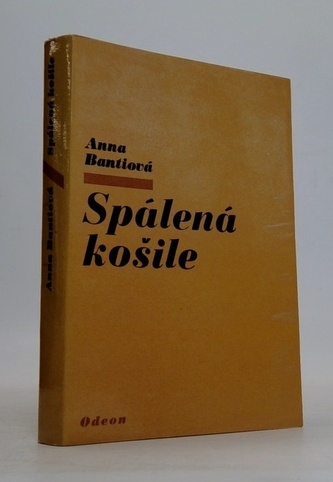 Anna
Bantiová
Spálená
košile
Odeon
Anna Bantiová Spálená košile